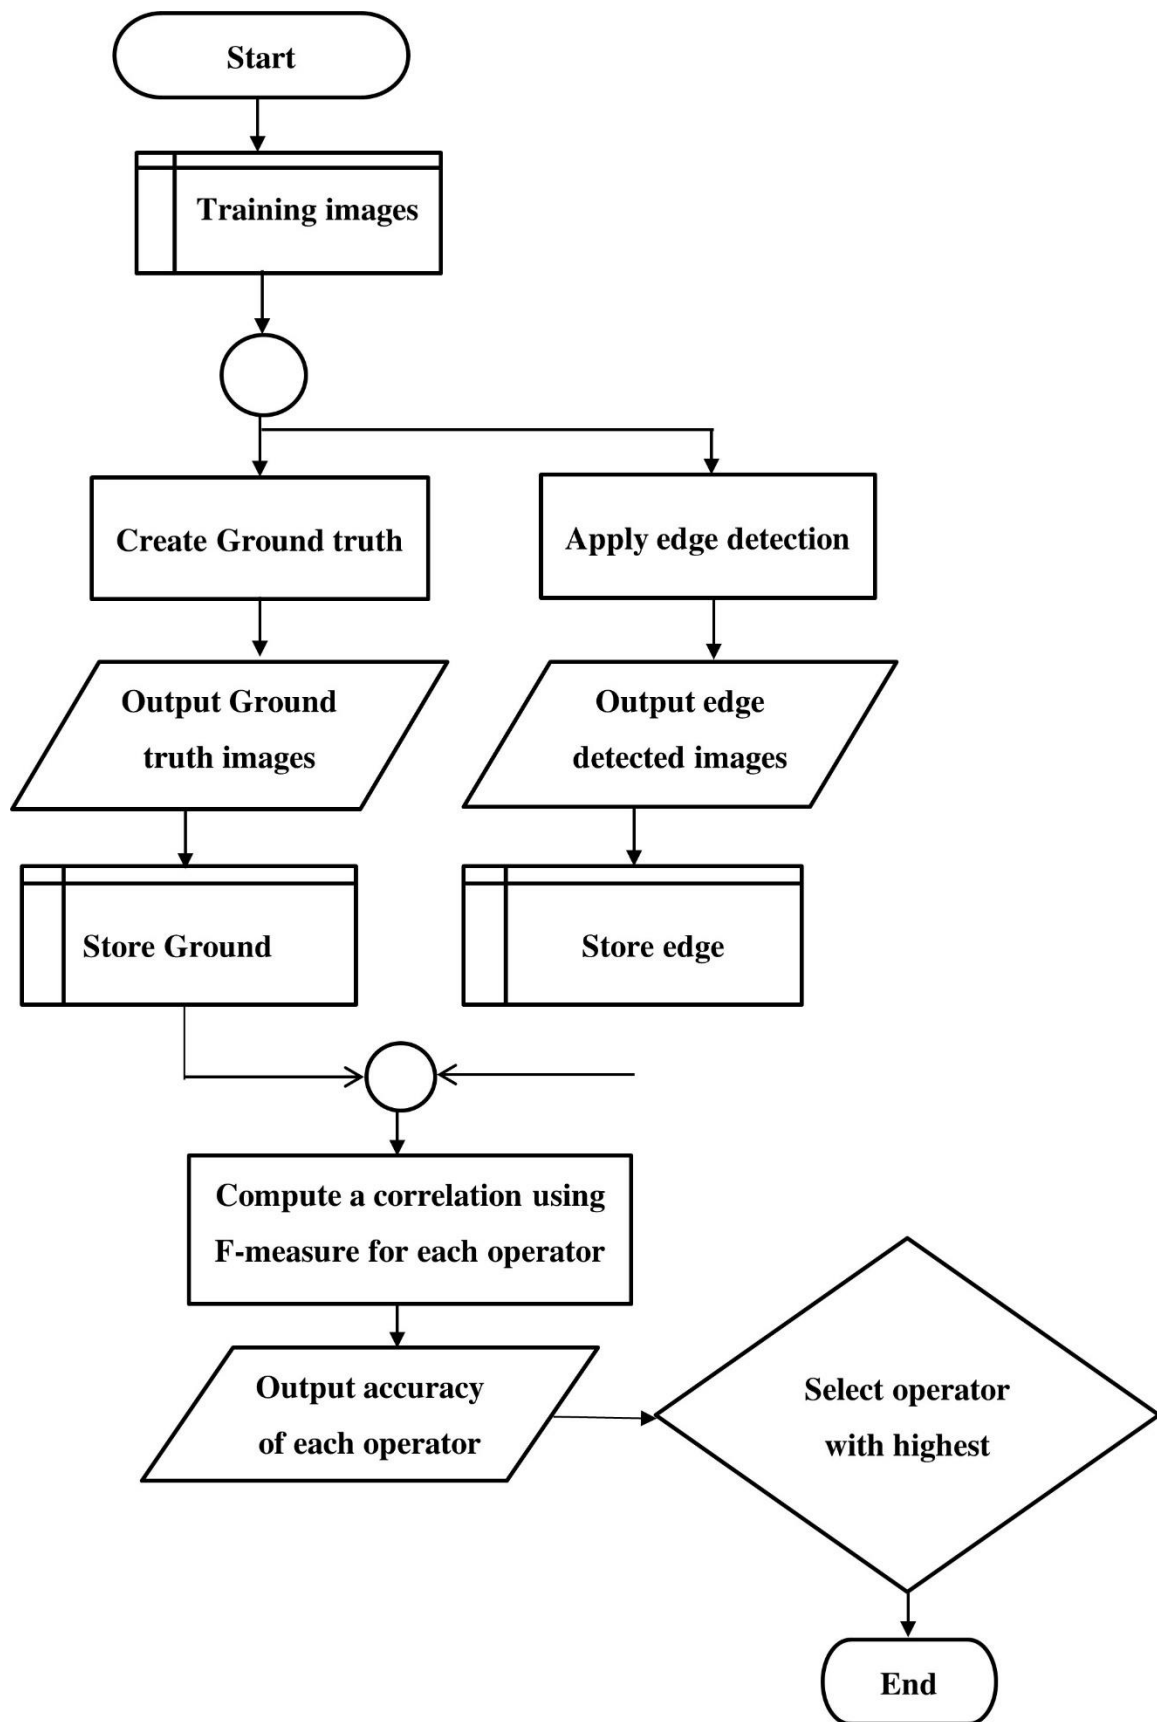 Start
Training images
Create Ground truth
Apply edge detection
Output Ground
truth images
Output edge
detected images
Store Ground
Store edge
Compute a correlation using
F-measure for each operator
Output accuracy
of each operator
Select operator
with highest
End